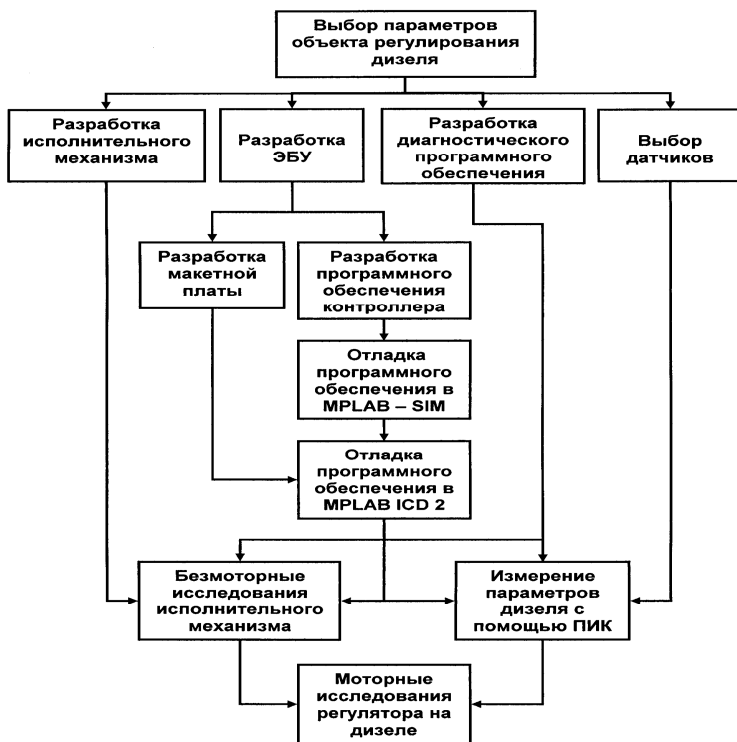 Выбор параметров
объекта регулирования
дизеля
Разработка
исполнительного
механизма
Разработка
ЭБУ
Разработка
диагностического
программного
обеспечения
Выбор
датчиков
Разработка
макетной
платы
Разработка
программного
обеспечения
контроллера
Отладка
программного
обеспечения в
MPLAB – SIM
Отладка
программного
обеспечения в
MPLAB ICD 2
Безмоторные
исследования
исполнительного
механизма
Измерение
параметров
дизеля с
помощью ПИК
Моторные
исследования
регулятора на
дизеле